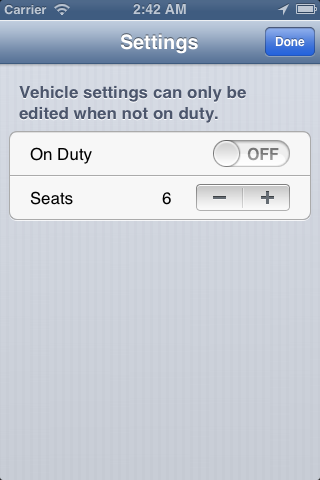 Carrier 2:42 AM
Settings Done
Vehicle settings can only be
edited when not on duty.
On Duty OFF
Seats 6 − +